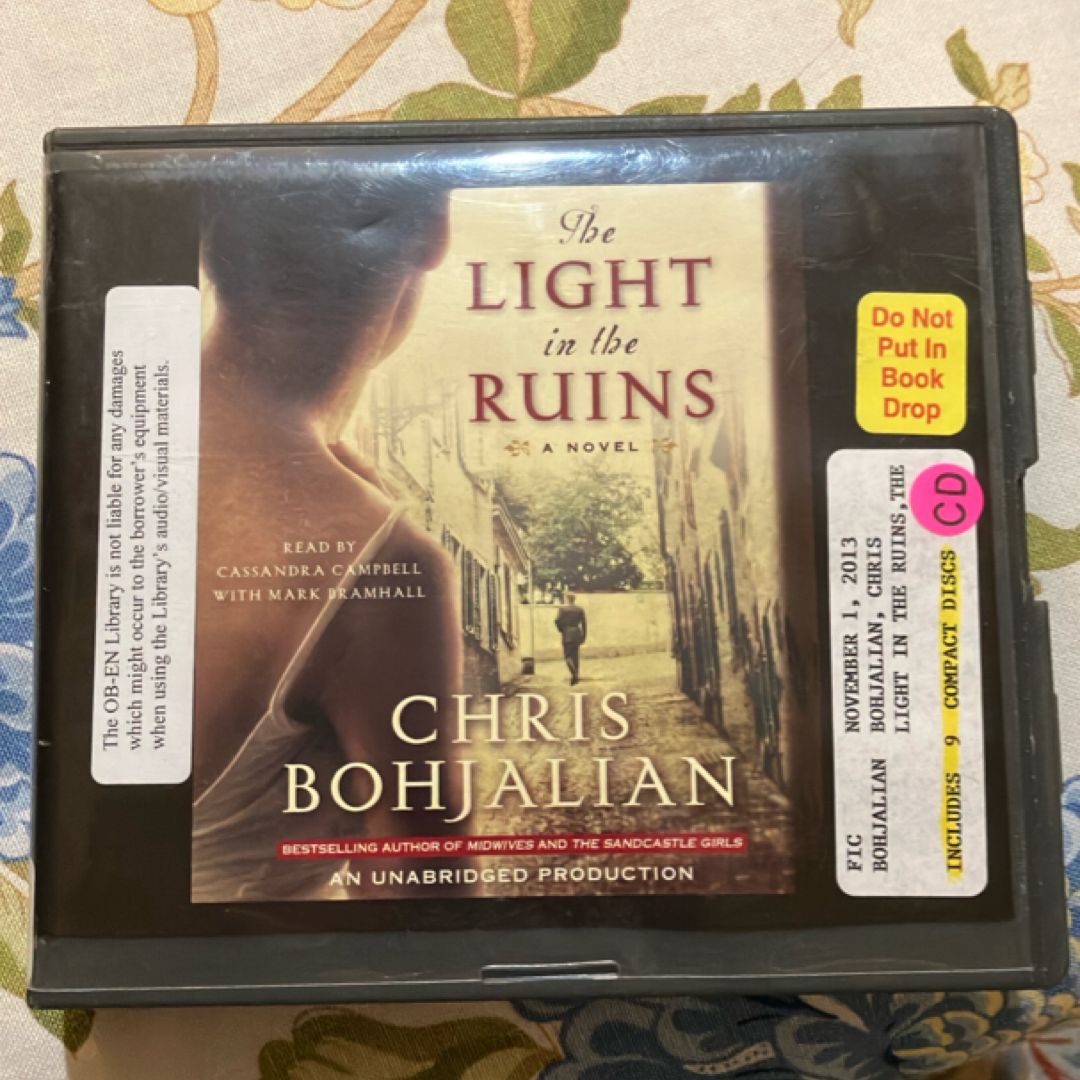 The
LIGHT
in the
RUINS
A NOVEL
READ BY
CASSANDRA CAMPBELL
WITH MARK BRAMHALL
CHRIS
BOHJALIAN
BESTSELLING AUTHOR OF MIDWIVES AND THE SANDCASTLE GIRLS
AN UNABRIDGED PRODUCTION
The OB-EN Library is not liable for any damages
which might occur to the borrower's equipment
when using the Library's audio/visual materials.
Do Not
Put In
Book
Drop
CD
FIC NOVEMBER 1, 2013
BOHJALIAN BOHJALIAN, CHRIS
LIGHT IN THE RUINS,THE
INCLUDES 9 COMPACT DISCS